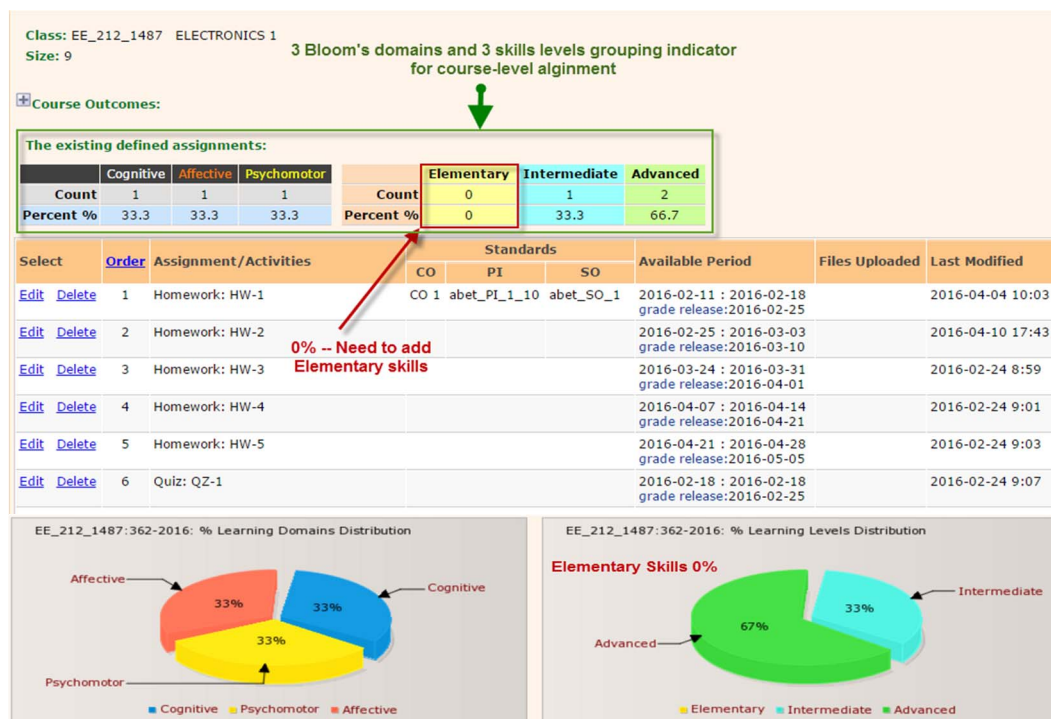 Class: EE_212_1487 ELECTRONICS 1
Size: 9
3 Bloom's domains and 3 skills levels grouping indicator
for course-level alginment
Course Outcomes:
The existing defined assignments:
Cognitive Affective Psychomotor Elementary Intermediate Advanced
Count 1 1 1 Count 0 1 2
Percent % 33.3 33.3 33.3 Percent % 0 33.3 66.7
Select Order Assignment/Activities Standards Available Period Files Uploaded Last Modified
CO PI SO
Edit Delete 1 Homework: HW-1 CO 1 abet_PI_1_10 abet_SO_1 2016-02-11 : 2016-02-18 2016-04-04 10:03
grade release:2016-02-25
Edit Delete 2 Homework: HW-2 2016-02-25 : 2016-03-03 2016-04-10 17:43
grade release:2016-03-10
0% -- Need to add
Elementary skills
Edit Delete 3 Homework: HW-3 2016-03-24 : 2016-03-31 2016-02-24 8:59
grade release:2016-04-01
Edit Delete 4 Homework: HW-4 2016-04-07 : 2016-04-14 2016-02-24 9:01
grade release:2016-04-21
Edit Delete 5 Homework: HW-5 2016-04-21 : 2016-04-28 2016-02-24 9:03
grade release:2016-05-05
Edit Delete 6 Quiz: QZ-1 2016-02-18 : 2016-02-18 2016-02-24 9:07
grade release:2016-02-25
EE_212_1487:362-2016: % Learning Domains Distribution
Affective
Cognitive
33%
33%
33%
Psychomotor
Cognitive Psychomotor Affective
EE_212_1487:362-2016: % Learning Levels Distribution
Elementary Skills 0%
Intermediate
33%
67%
Advanced
Elementary Intermediate Advanced